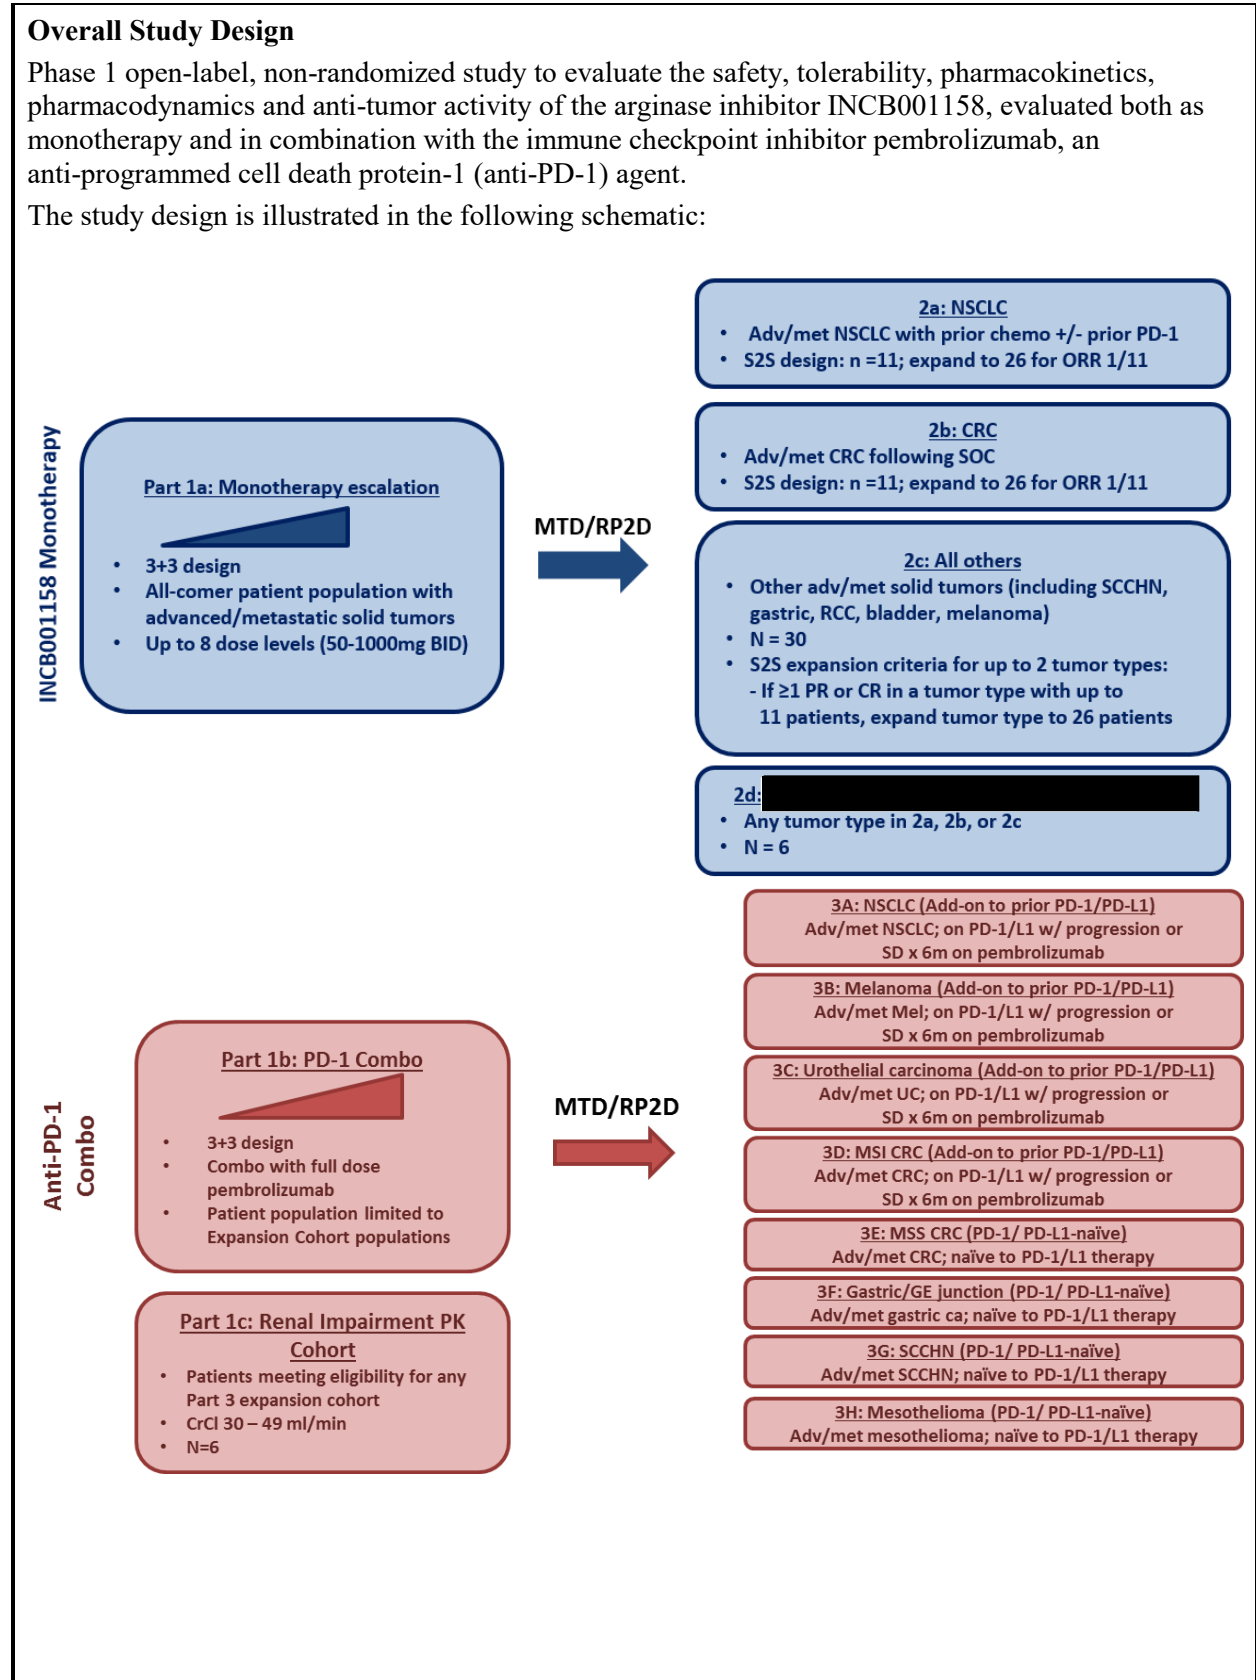 Overall Study Design
Phase 1 open-label, non-randomized study to evaluate the safety, tolerability, pharmacokinetics,
pharmacodynamics and anti-tumor activity of the arginase inhibitor INCB001158, evaluated both as
monotherapy and in combination with the immune checkpoint inhibitor pembrolizumab, an
anti-programmed cell death protein-1 (anti-PD-1) agent.
The study design is illustrated in the following schematic:
INCB001158 Monotherapy
Part 1a: Monotherapy escalation
• 3+3 design
• All-comer patient population with
advanced/metastatic solid tumors
• Up to 8 dose levels (50-1000mg BID)
MTD/RP2D
2a: NSCLC
• Adv/met NSCLC with prior chemo +/- prior PD-1
• S2S design: n =11; expand to 26 for ORR 1/11
2b: CRC
• Adv/met CRC following SOC
• S2S design: n =11; expand to 26 for ORR 1/11
2c: All others
• Other adv/met solid tumors (including SCCHN,
gastric, RCC, bladder, melanoma)
• N = 30
• S2S expansion criteria for up to 2 tumor types:
- If ≥1 PR or CR in a tumor type with up to
11 patients, expand tumor type to 26 patients
2d:
• Any tumor type in 2a, 2b, or 2c
• N = 6
Anti-PD-1
Combo
Part 1b: PD-1 Combo
• 3+3 design
• Combo with full dose
pembrolizumab
• Patient population limited to
Expansion Cohort populations
Part 1c: Renal Impairment PK
Cohort
• Patients meeting eligibility for any
Part 3 expansion cohort
• CrCl 30 – 49 ml/min
• N=6
MTD/RP2D
3A: NSCLC (Add-on to prior PD-1/PD-L1)
Adv/met NSCLC; on PD-1/L1 w/ progression or
SD x 6m on pembrolizumab
3B: Melanoma (Add-on to prior PD-1/PD-L1)
Adv/met Mel; on PD-1/L1 w/ progression or
SD x 6m on pembrolizumab
3C: Urothelial carcinoma (Add-on to prior PD-1/PD-L1)
Adv/met UC; on PD-1/L1 w/ progression or
SD x 6m on pembrolizumab
3D: MSI CRC (Add-on to prior PD-1/PD-L1)
Adv/met CRC; on PD-1/L1 w/ progression or
SD x 6m on pembrolizumab
3E: MSS CRC (PD-1/ PD-L1-naïve)
Adv/met CRC; naïve to PD-1/L1 therapy
3F: Gastric/GE junction (PD-1/ PD-L1-naïve)
Adv/met gastric ca; naïve to PD-1/L1 therapy
3G: SCCHN (PD-1/ PD-L1-naïve)
Adv/met SCCHN; naïve to PD-1/L1 therapy
3H: Mesothelioma (PD-1/ PD-L1-naïve)
Adv/met mesothelioma; naïve to PD-1/L1 therapy